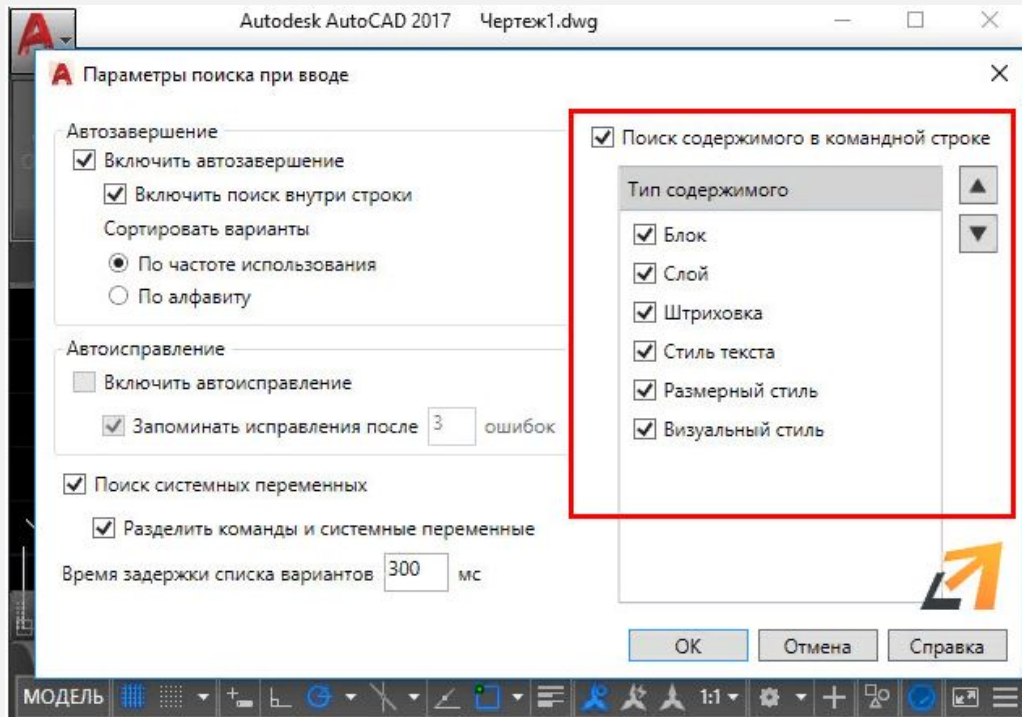 Autodesk AutoCAD 2017 Чертеж1.dwg
Параметры поиска при вводе
Автозавершение
Включить автозавершение
Включить поиск внутри строки
Сортировать варианты
По частоте использования
По алфавиту
Автоисправление
Включить автоисправление
Запоминать исправления после 3 ошибок
Поиск системных переменных
Разделить команды и системные переменные
Время задержки списка вариантов 300 мс
Поиск содержимого в командной строке
Тип содержимого
Блок
Слой
Штриховка
Стиль текста
Размерный стиль
Визуальный стиль
ОК Отмена Справка
МОДЕЛЬ 1:1